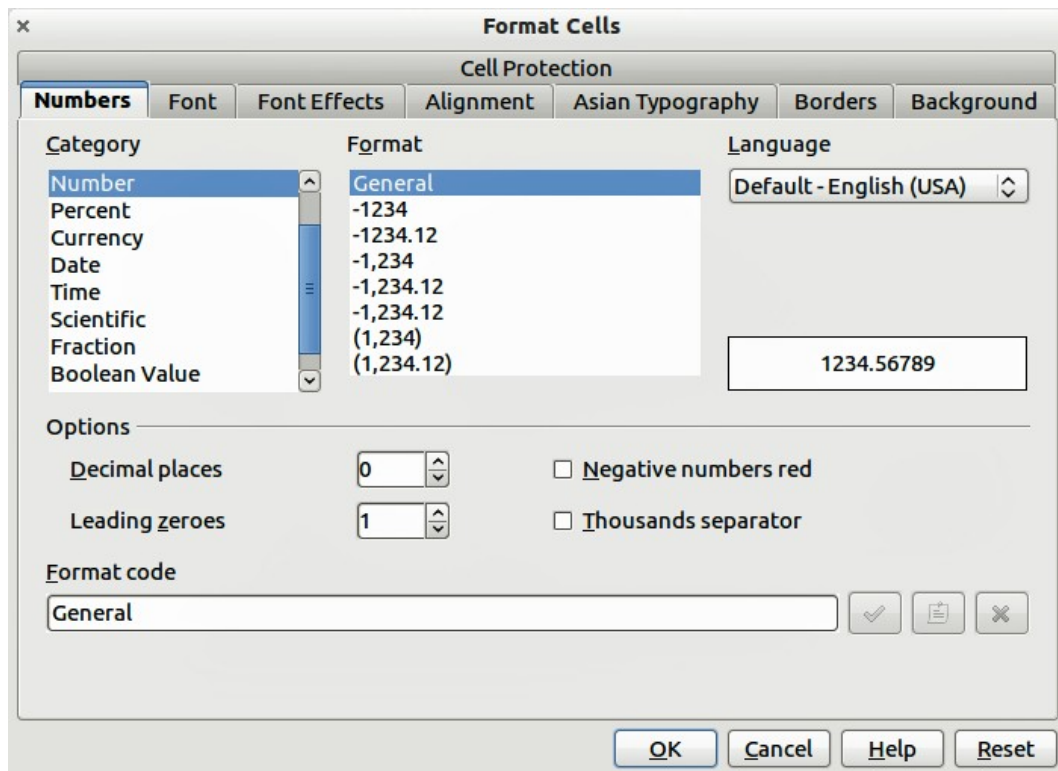 Format Cells
Cell Protection
Numbers Font Font Effects Alignment Asian Typography Borders Background
Category Format Language
Number General Default - English (USA)
Percent -1234
Currency -1234.12
Date -1,234
Time -1,234.12
Scientific -1,234.12
Fraction (1,234)
Boolean Value (1,234.12) 1234.56789
Options
Decimal places 0 Negative numbers red
Leading zeroes 1 Thousands separator
Format code
General
OK Cancel Help Reset